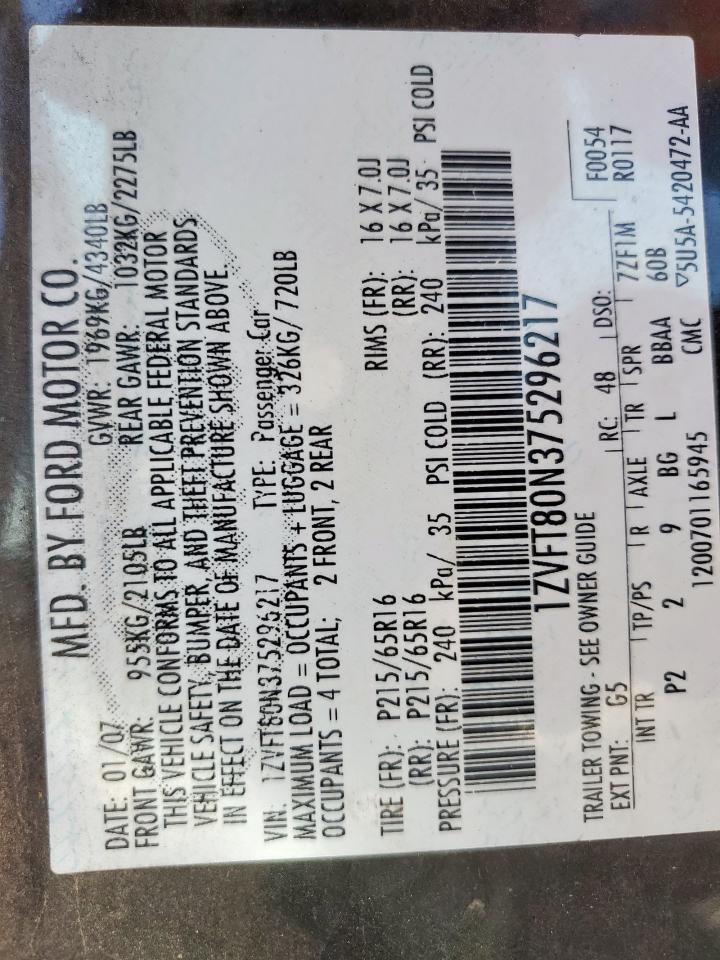 MFD. BY FORD MOTOR CO.
DATE: 01/07 GVWR: 1969KG/4340LB
FRONT GAWR: 955KG/2105LB REAR GAWR: 1032KG/2275LB
THIS VEHICLE CONFORMS TO ALL APPLICABLE FEDERAL MOTOR
VEHICLE SAFETY, BUMPER, AND THEFT PREVENTION STANDARDS
IN EFFECT ON THE DATE OF MANUFACTURE SHOWN ABOVE.
VIN: 1ZVFT80N375296217 TYPE: Passenger Car
MAXIMUM LOAD = OCCUPANTS + LUGGAGE = 326KG/720LB
OCCUPANTS = 4 TOTAL; 2 FRONT, 2 REAR
TIRE (FR): P215/65R16 RIMS (FR): 16 X 7.0J
(RR): P215/65R16 (RR): 16 X 7.0J
PRESSURE (FR): 240 kPa/ 35 PSI COLD (RR): 240 kPa/ 35 PSI COLD
1ZVFT80N375296217
TRAILER TOWING - SEE OWNER GUIDE
EXT PNT: G5 RC: 48 DSO: F0054
INT TR TP/PS R AXLE TR SPR 7ZF1M R0117
P2 2 9 BG L BBAA 60B
1200701165945 CMC ▽5U5A-5420472-AA